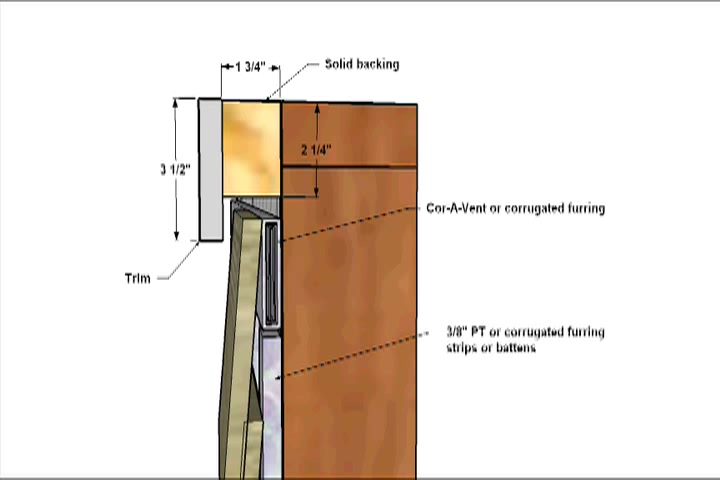 1 3/4"
Solid backing
2 1/4"
3 1/2"
Cor-A-Vent or corrugated furring
Trim
3/8" PT or corrugated furring
strips or battens